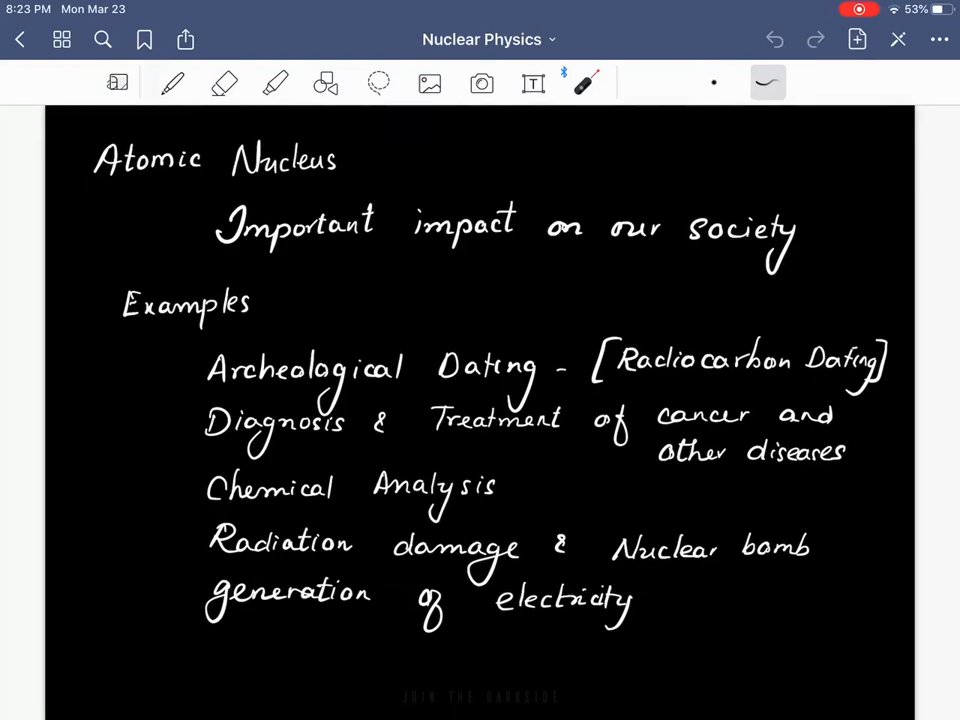 8:23 PM Mon Mar 23
53%
Nuclear Physics
T
Atomic Nucleus
Important impact on our society
Examples
Archeological Dating - [Radiocarbon Dating]
Diagnosis & Treatment of cancer and
other diseases
Chemical Analysis
Radiation damage & Nuclear bomb
generation of electricity
JOIN THE DARKSIDE